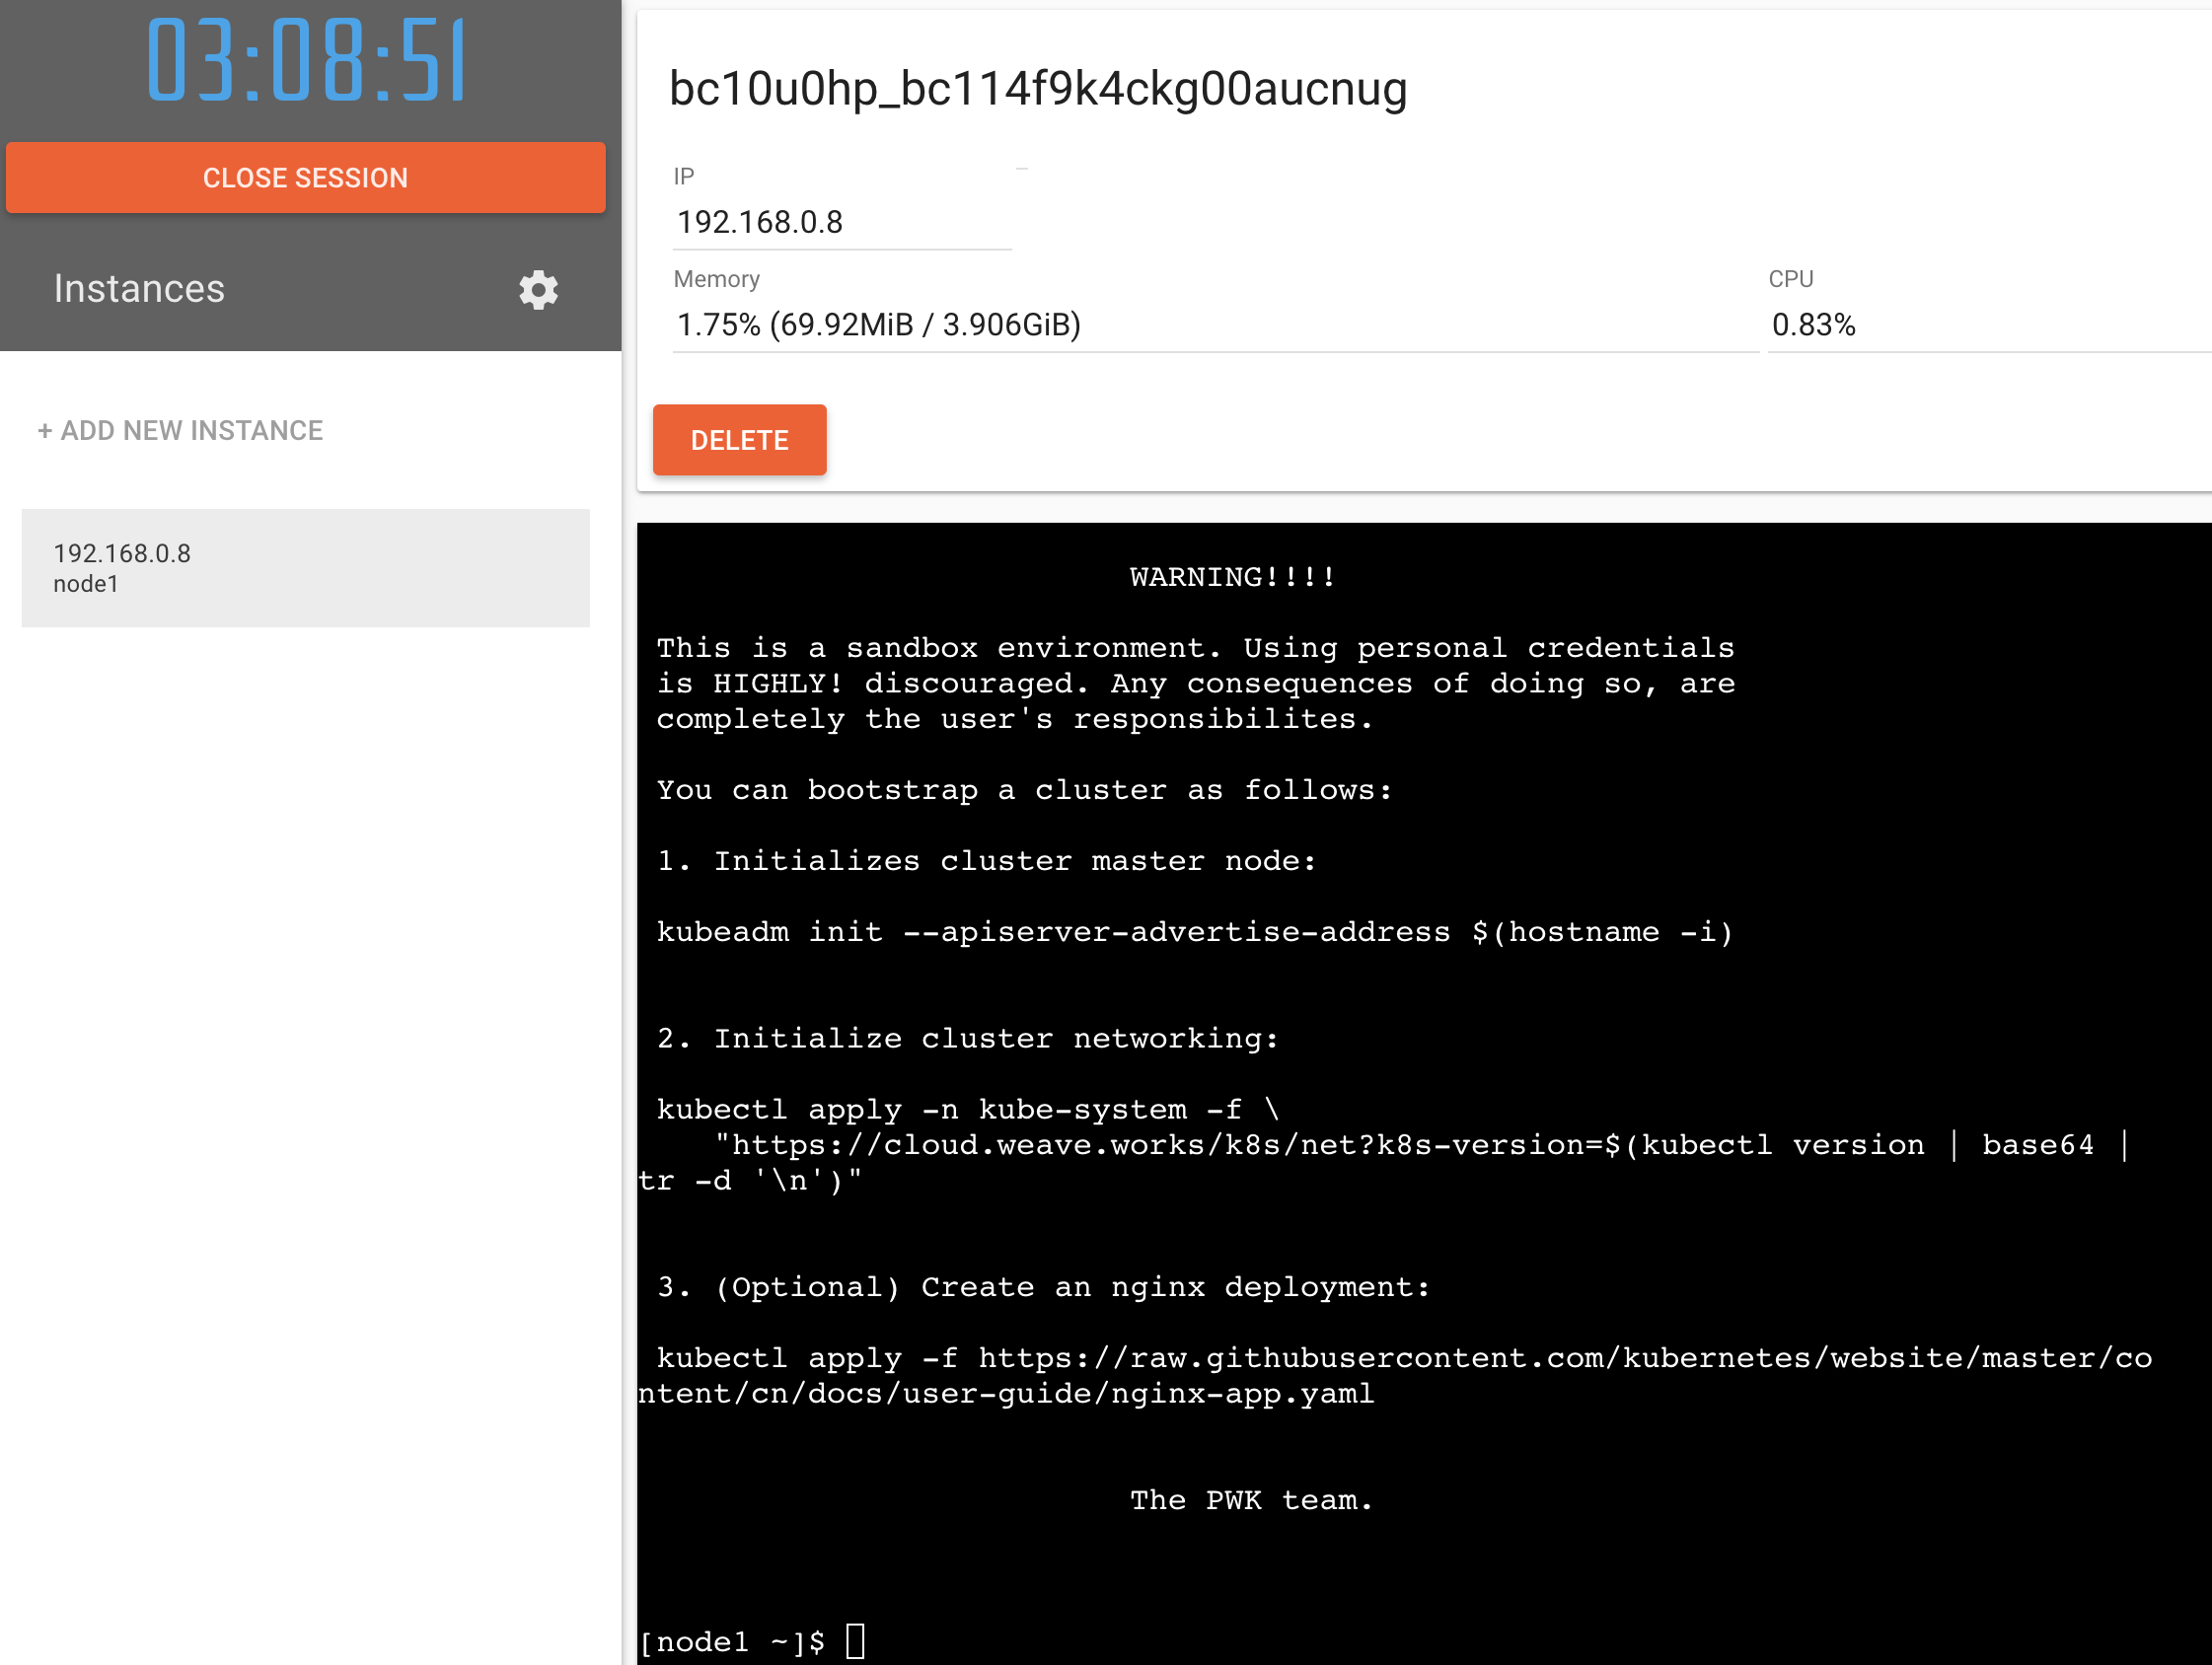 03:08:51
CLOSE SESSION
Instances
+ ADD NEW INSTANCE
192.168.0.8
node1
bc10u0hp_bc114f9k4ckg00aucnug
IP
192.168.0.8
Memory
CPU
1.75% (69.92MiB / 3.906GiB)
0.83%
DELETE
WARNING!!!!
This is a sandbox environment. Using personal credentials
is HIGHLY! discouraged. Any consequences of doing so, are
completely the user's responsibilites.
You can bootstrap a cluster as follows:
1. Initializes cluster master node:
kubeadm init --apiserver-advertise-address $(hostname -i)
2. Initialize cluster networking:
kubectl apply -n kube-system -f \
"https://cloud.weave.works/k8s/net?k8s-version=$(kubectl version | base64 |
tr -d '\n')"
3. (Optional) Create an nginx deployment:
kubectl apply -f https://raw.githubusercontent.com/kubernetes/website/master/co
ntent/cn/docs/user-guide/nginx-app.yaml
The PWK team.
[node1 ~]$